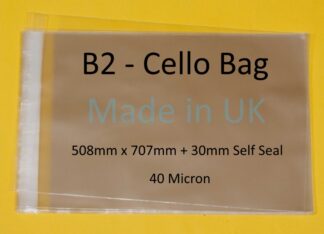 B2 - Cello Bag
Made in UK
508mm x 707mm + 30mm Self Seal
40 Micron